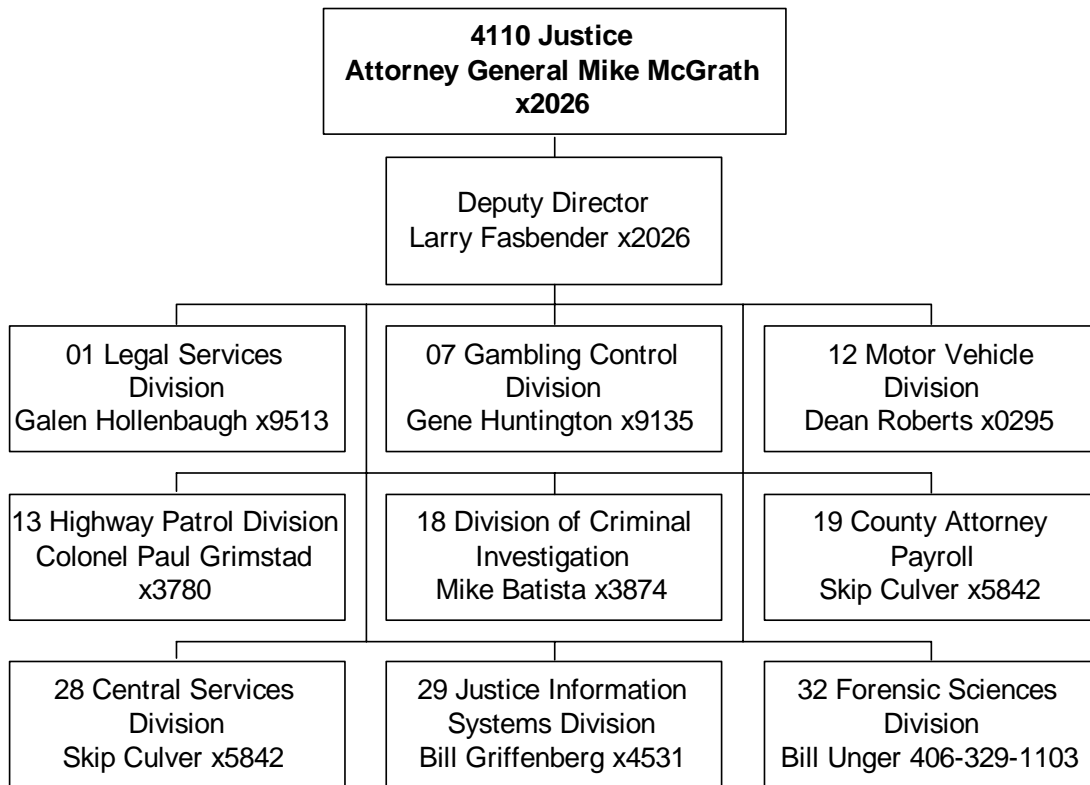 4110 Justice
Attorney General Mike McGrath
x2026
Deputy Director
Larry Fasbender x2026
01 Legal Services
Division
Galen Hollenbaugh x9513
07 Gambling Control
Division
Gene Huntington x9135
12 Motor Vehicle
Division
Dean Roberts x0295
13 Highway Patrol Division
Colonel Paul Grimstad
x3780
18 Division of Criminal
Investigation
Mike Batista x3874
19 County Attorney
Payroll
Skip Culver x5842
28 Central Services
Division
Skip Culver x5842
29 Justice Information
Systems Division
Bill Griffenberg x4531
32 Forensic Sciences
Division
Bill Unger 406-329-1103